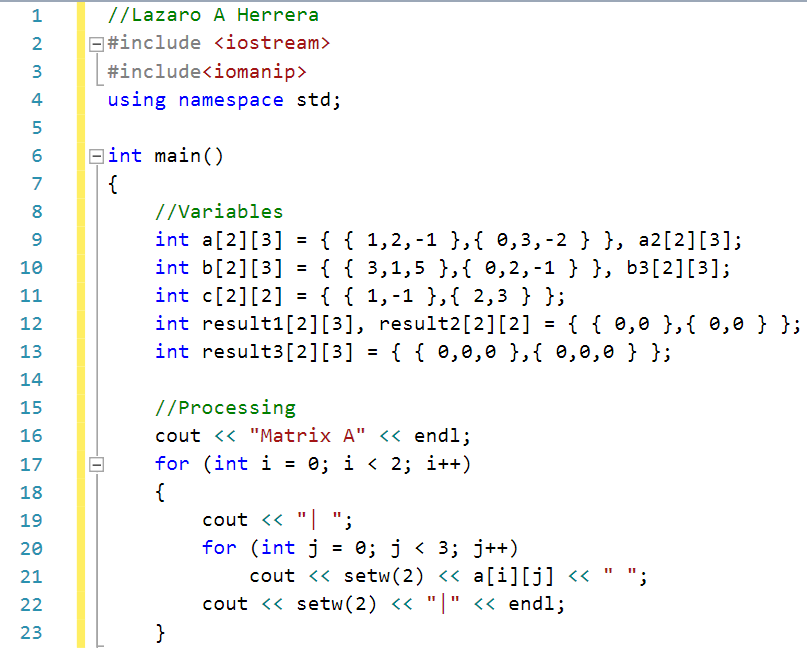 1 //Lazaro A Herrera
2 #include <iostream>
3 #include<iomanip>
4 using namespace std;
5
6 int main()
7 {
8 //Variables
9 int a[2][3] = { { 1,2,-1 },{ 0,3,-2 } }, a2[2][3];
10 int b[2][3] = { { 3,1,5 },{ 0,2,-1 } }, b3[2][3];
11 int c[2][2] = { { 1,-1 },{ 2,3 } };
12 int result1[2][3], result2[2][2] = { { 0,0 },{ 0,0 } };
13 int result3[2][3] = { { 0,0,0 },{ 0,0,0 } };
14
15 //Processing
16 cout << "Matrix A" << endl;
17 for (int i = 0; i < 2; i++)
18 {
19 cout << "| ";
20 for (int j = 0; j < 3; j++)
21 cout << setw(2) << a[i][j] << " ";
22 cout << setw(2) << "|" << endl;
23 }